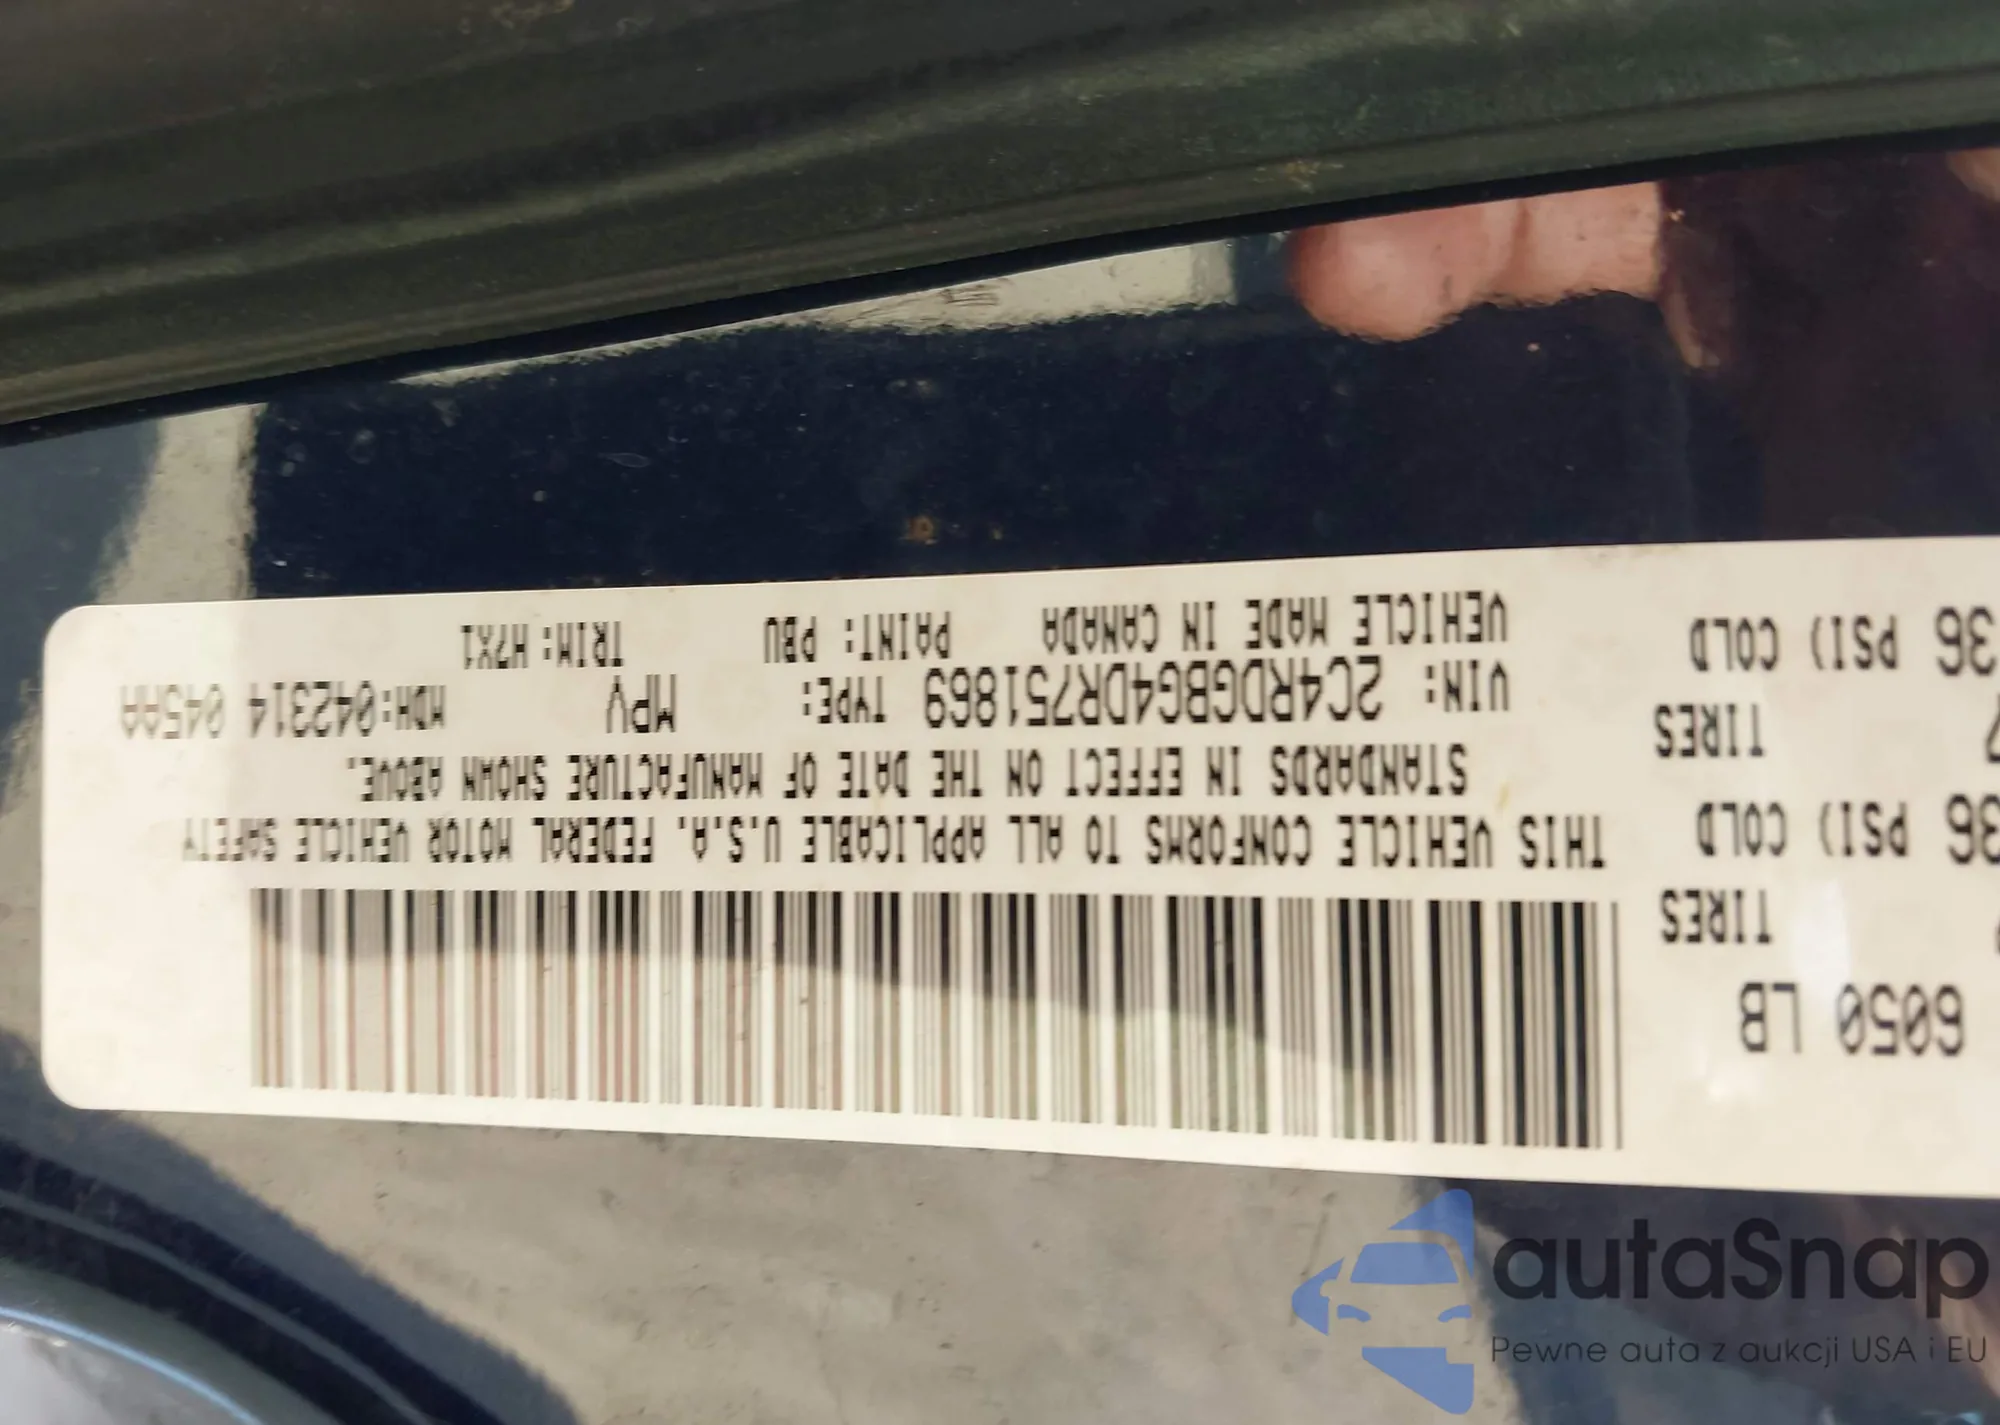 6050 LB
TIRES
36 PSI) COLD
TIRES
36 PSI) COLD
THIS VEHICLE CONFORMS TO ALL APPLICABLE U.S.A. FEDERAL MOTOR VEHICLE SAFETY
STANDARDS IN EFFECT ON THE DATE OF MANUFACTURE SHOWN ABOVE.
VIN: 2C4RDGBG4DR751869 TYPE: MPV MDH:042314 045AA
VEHICLE MADE IN CANADA PAINT: PBU TRIM: H7X1
autaSnap
Pewne auta z aukcji USA i EU